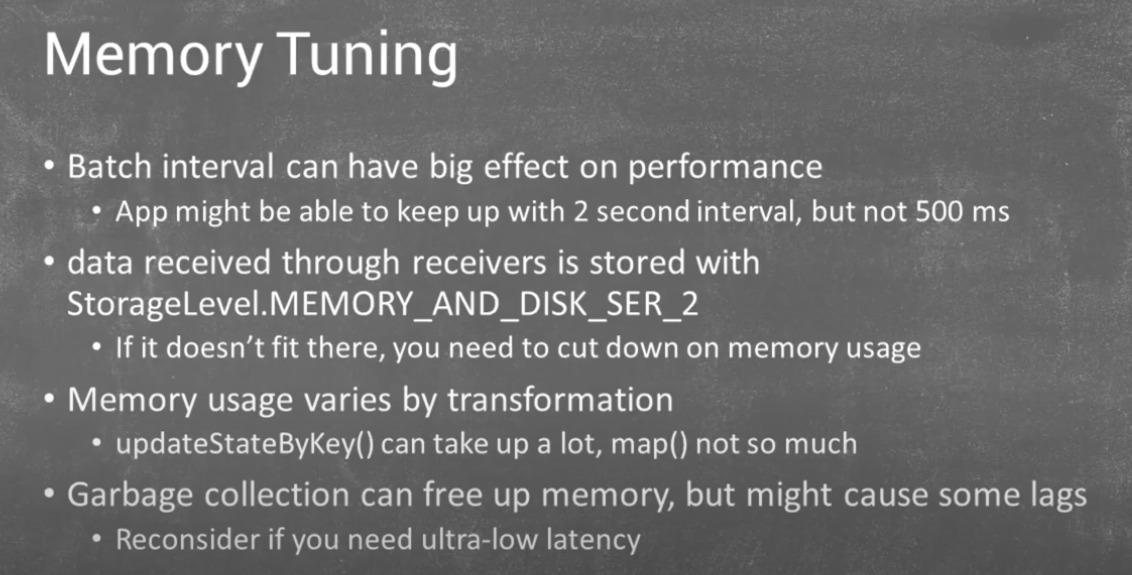 Memory Tuning
• Batch interval can have big effect on performance
• App might be able to keep up with 2 second interval, but not 500 ms
• data received through receivers is stored with
StorageLevel.MEMORY_AND_DISK_SER_2
• If it doesn't fit there, you need to cut down on memory usage
• Memory usage varies by transformation
• updateStateByKey() can take up a lot, map() not so much
• Garbage collection can free up memory, but might cause some lags
• Reconsider if you need ultra-low latency